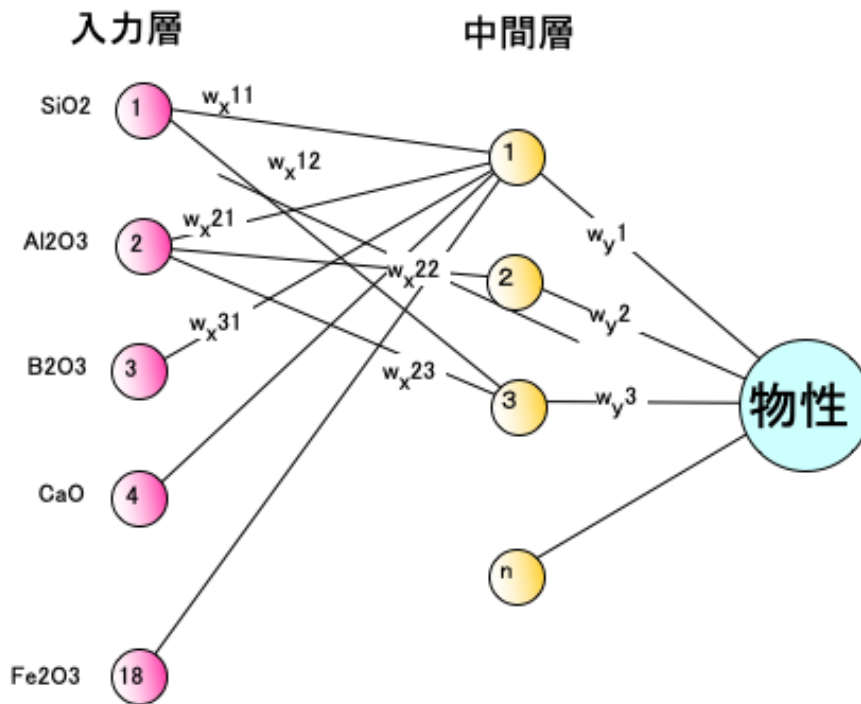 入力層
中間層
SiO2
1
wx11
1
wx12
Al2O3
2
wx21
wy1
wx22
2
wy2
B2O3
3
wx31
wx23
3
wy3
物性
CaO
4
n
Fe2O3
18